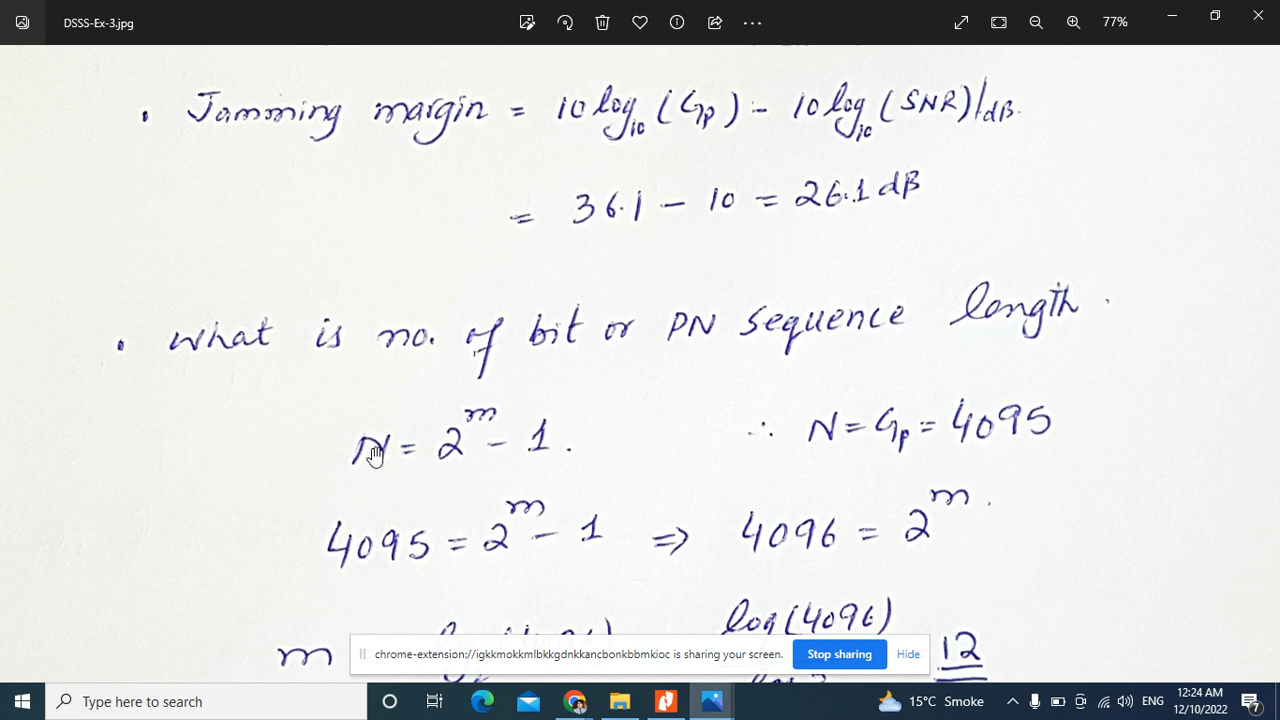 DSSS-Ex-3.jpg
77%
. Jamming margin = 10 log₁₀ (Gp) - 10 log₁₀ (SNR)/dB.
= 36.1 - 10 = 26.1 dB
. What is no. of bit or PN sequence length.
N = 2^m - 1. ∴ N = Gp = 4095
4095 = 2^m - 1 ⇒ 4096 = 2^m.
m log(4096) 12
chrome-extension://igkkmokkmlbkkgdnkkancbonkbbmkioc is sharing your screen. Stop sharing Hide
Type here to search
15°C Smoke
ENG
12:24 AM
12/10/2022
7